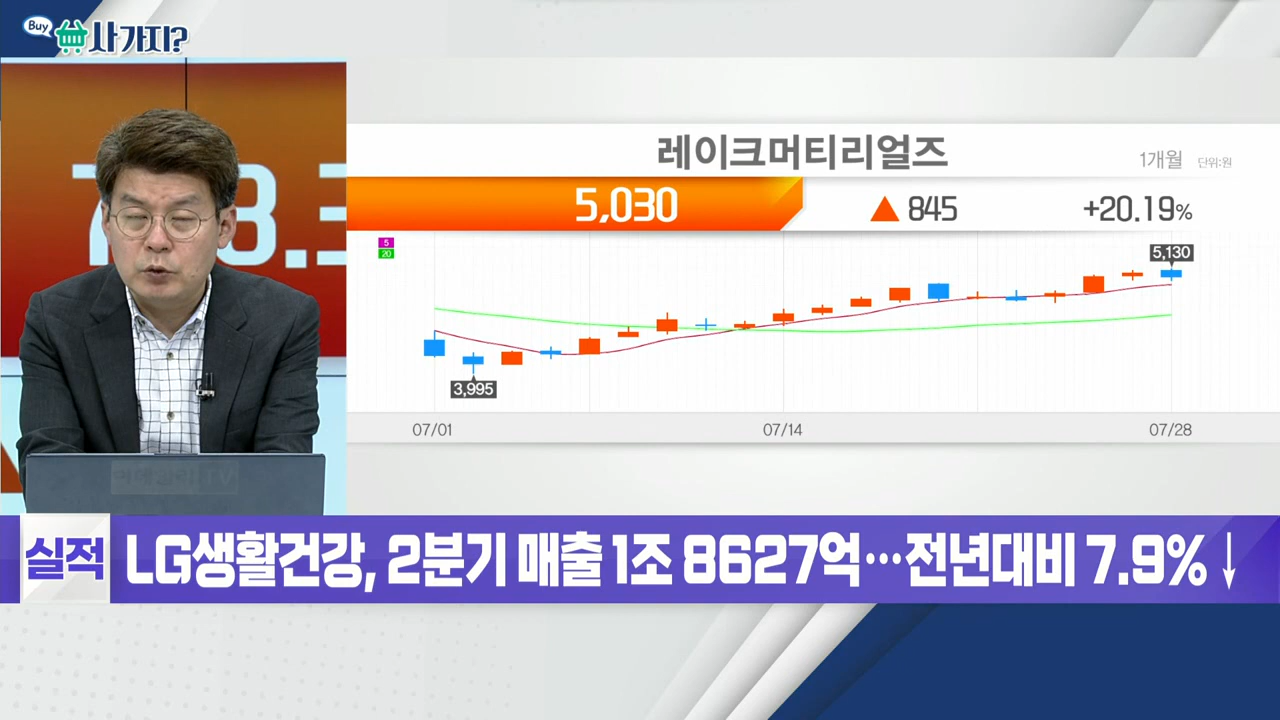 Buy
사가지?
레이크머티리얼즈
1개월 단위:원
5,030 ▲ 845 +20.19%
5
20
5,130
3,995
07/01 07/14 07/28
실적 LG생활건강, 2분기 매출 1조 8627억…전년대비 7.9%↓